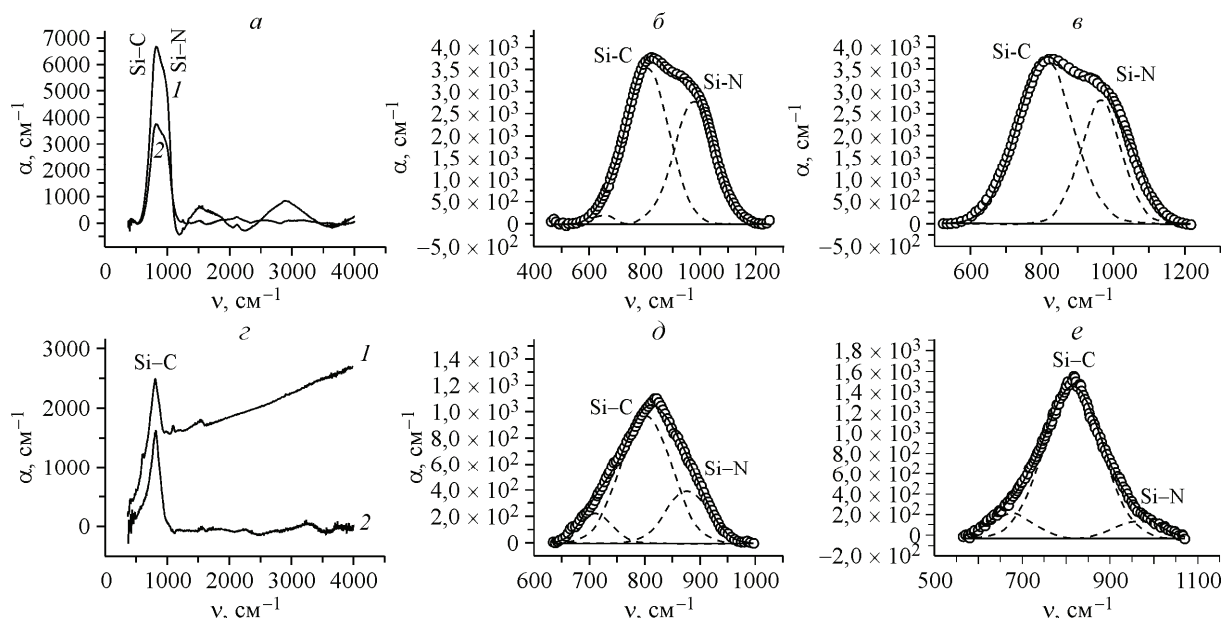 а
7000
6000
5000
4000
3000
2000
1000
0
α, см⁻¹
Si–C
Si–N
1
2
0 1000 2000 3000 4000
ν, см⁻¹
б
4,0 × 10³
3,5 × 10³
3,0 × 10³
2,5 × 10³
2,0 × 10³
1,5 × 10³
1,0 × 10³
5,0 × 10²
0
–5,0 × 10²
α, см⁻¹
Si-C
Si-N
400 600 800 1000 1200
ν, см⁻¹
в
4,0 × 10³
3,5 × 10³
3,0 × 10³
2,5 × 10³
2,0 × 10³
1,5 × 10³
1,0 × 10³
5,0 × 10²
0
–5,0 × 10²
α, см⁻¹
Si-C
Si-N
600 800 1000 1200
ν, см⁻¹
г
3000
2000
1000
0
α, см⁻¹
Si–C
1
2
0 1000 2000 3000 4000
ν, см⁻¹
д
1,4 × 10³
1,2 × 10³
1,0 × 10³
8,0 × 10²
6,0 × 10²
4,0 × 10²
2,0 × 10²
0
α, см⁻¹
Si–C
Si–N
600 800 1000
ν, см⁻¹
е
1,8 × 10³
1,6 × 10³
1,4 × 10³
1,2 × 10³
1,0 × 10³
8,0 × 10²
6,0 × 10²
4,0 × 10²
2,0 × 10²
0
–2,0 × 10²
α, см⁻¹
Si–C
Si–N
500 700 900 1100
ν, см⁻¹